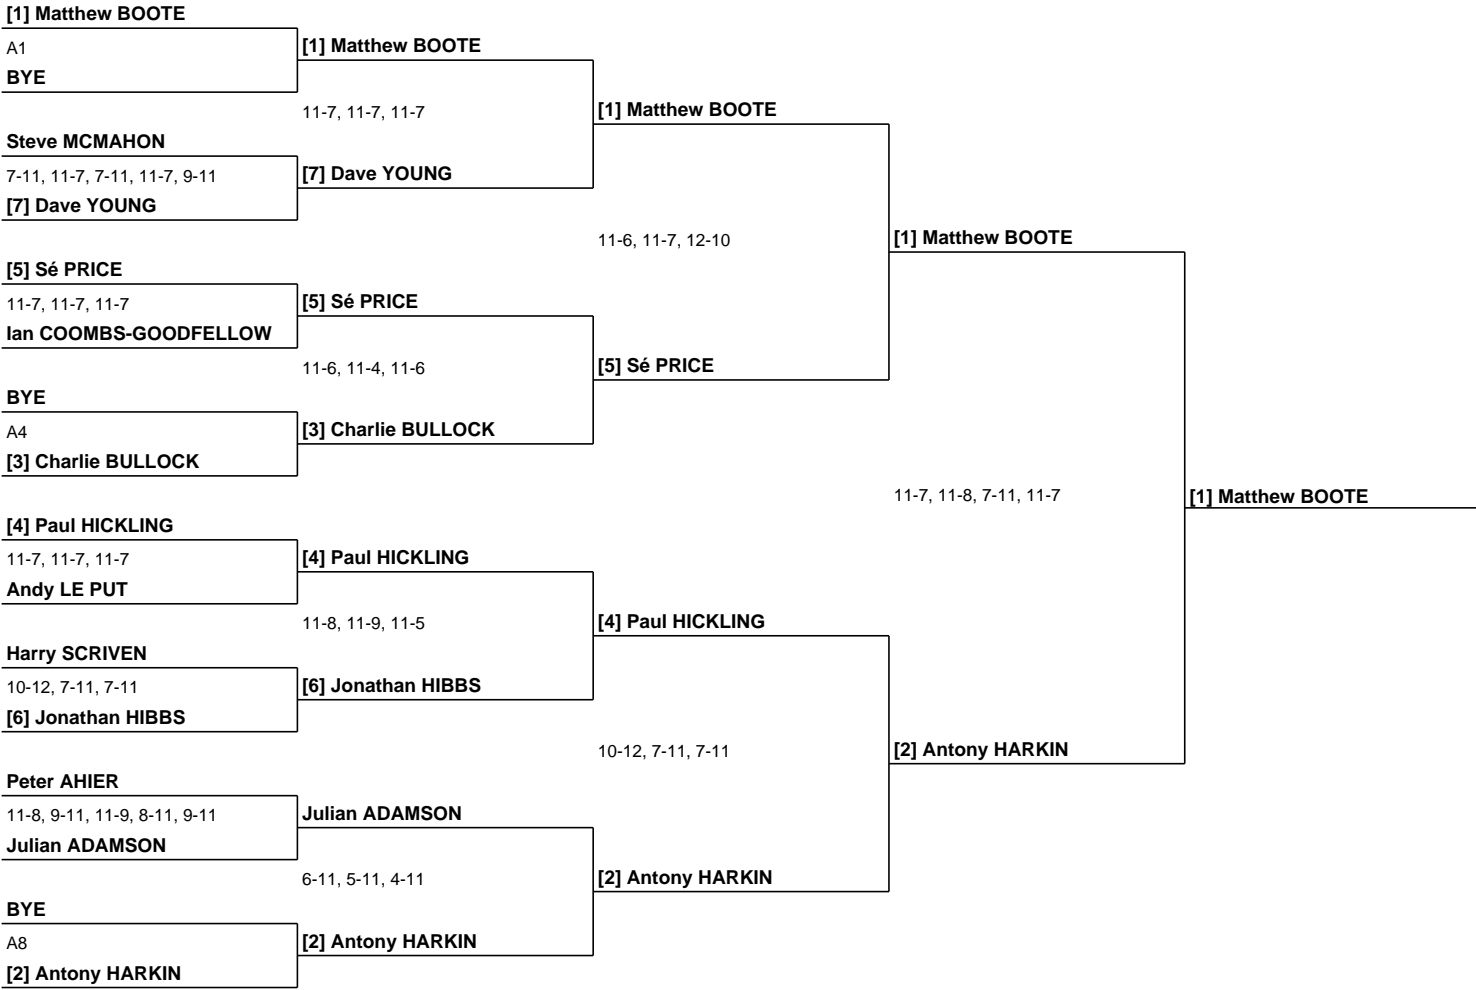 [1] Matthew BOOTE
A1
BYE
Steve MCMAHON
7-11, 11-7, 7-11, 11-7, 9-11
[7] Dave YOUNG
[5] Sé PRICE
11-7, 11-7, 11-7
Ian COOMBS-GOODFELLOW
BYE
A4
[3] Charlie BULLOCK
[4] Paul HICKLING
11-7, 11-7, 11-7
Andy LE PUT
Harry SCRIVEN
10-12, 7-11, 7-11
[6] Jonathan HIBBS
Peter AHIER
11-8, 9-11, 11-9, 8-11, 9-11
Julian ADAMSON
BYE
A8
[2] Antony HARKIN
[1] Matthew BOOTE
11-7, 11-7, 11-7
[7] Dave YOUNG
[5] Sé PRICE
11-6, 11-4, 11-6
[3] Charlie BULLOCK
[4] Paul HICKLING
11-8, 11-9, 11-5
[6] Jonathan HIBBS
Julian ADAMSON
6-11, 5-11, 4-11
[2] Antony HARKIN
[1] Matthew BOOTE
11-6, 11-7, 12-10
[5] Sé PRICE
[4] Paul HICKLING
10-12, 7-11, 7-11
[2] Antony HARKIN
[1] Matthew BOOTE
11-7, 11-8, 7-11, 11-7
[2] Antony HARKIN
[1] Matthew BOOTE